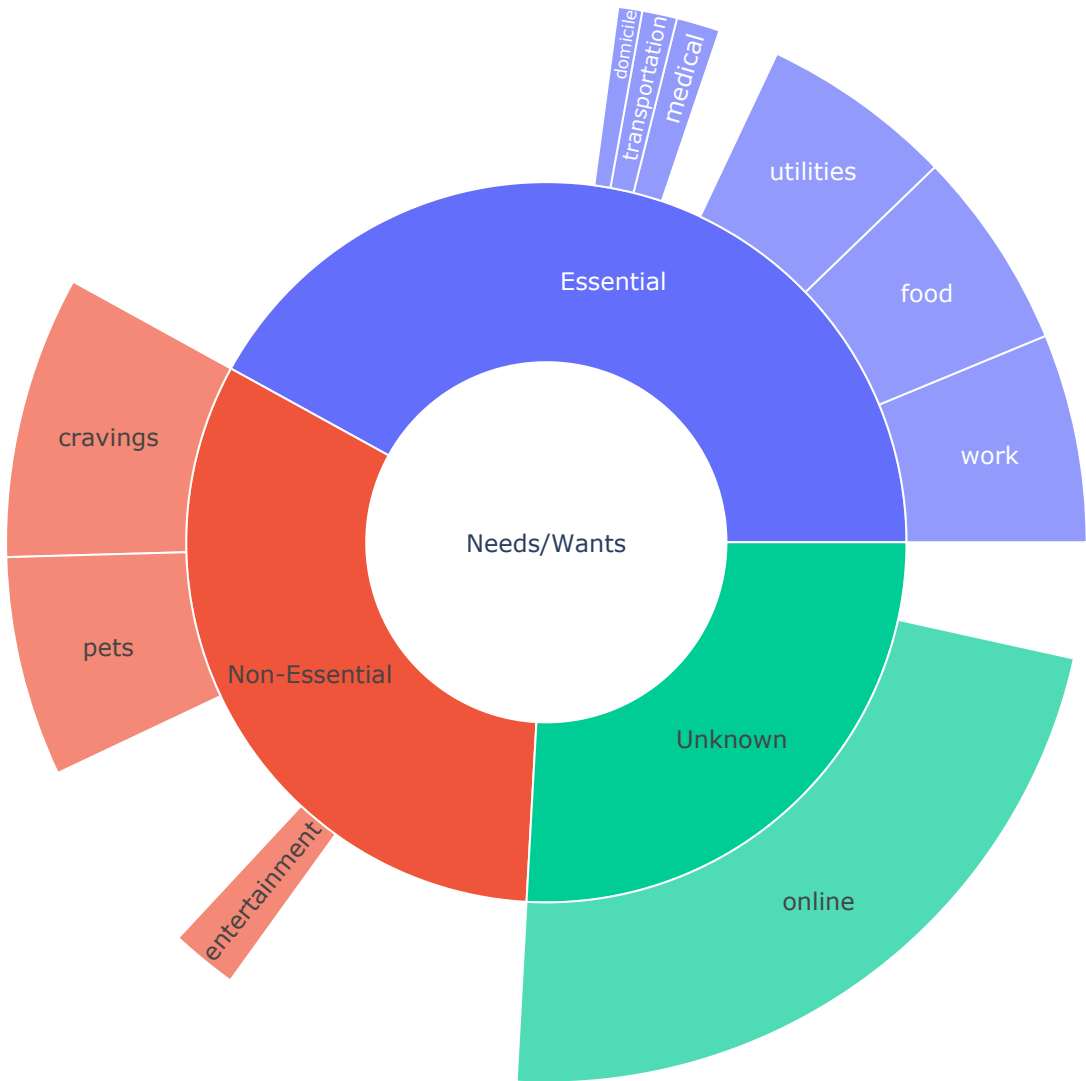 domicile
transportation
medical
utilities
food
work
Essential
cravings
pets
Needs/Wants
Non-Essential
Unknown
entertainment
online